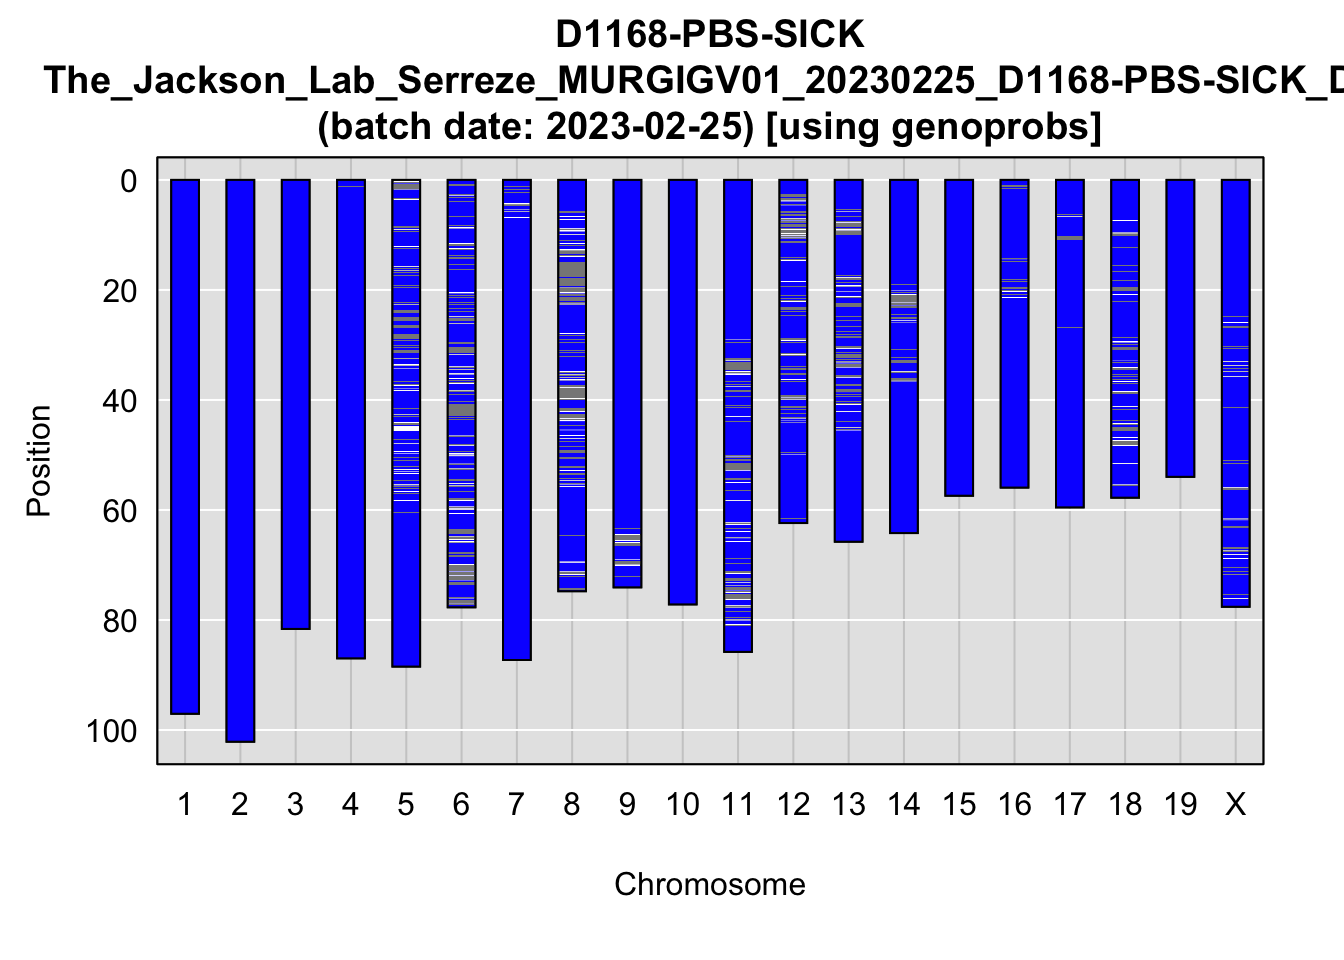 D1168-PBS-SICK
The_Jackson_Lab_Serreze_MURGIGV01_20230225_D1168-PBS-SICK_D
(batch date: 2023-02-25) [using genoprobs]
0
20
40
60
80
100
Position
1 2 3 4 5 6 7 8 9 10 11 12 13 14 15 16 17 18 19 X
Chromosome